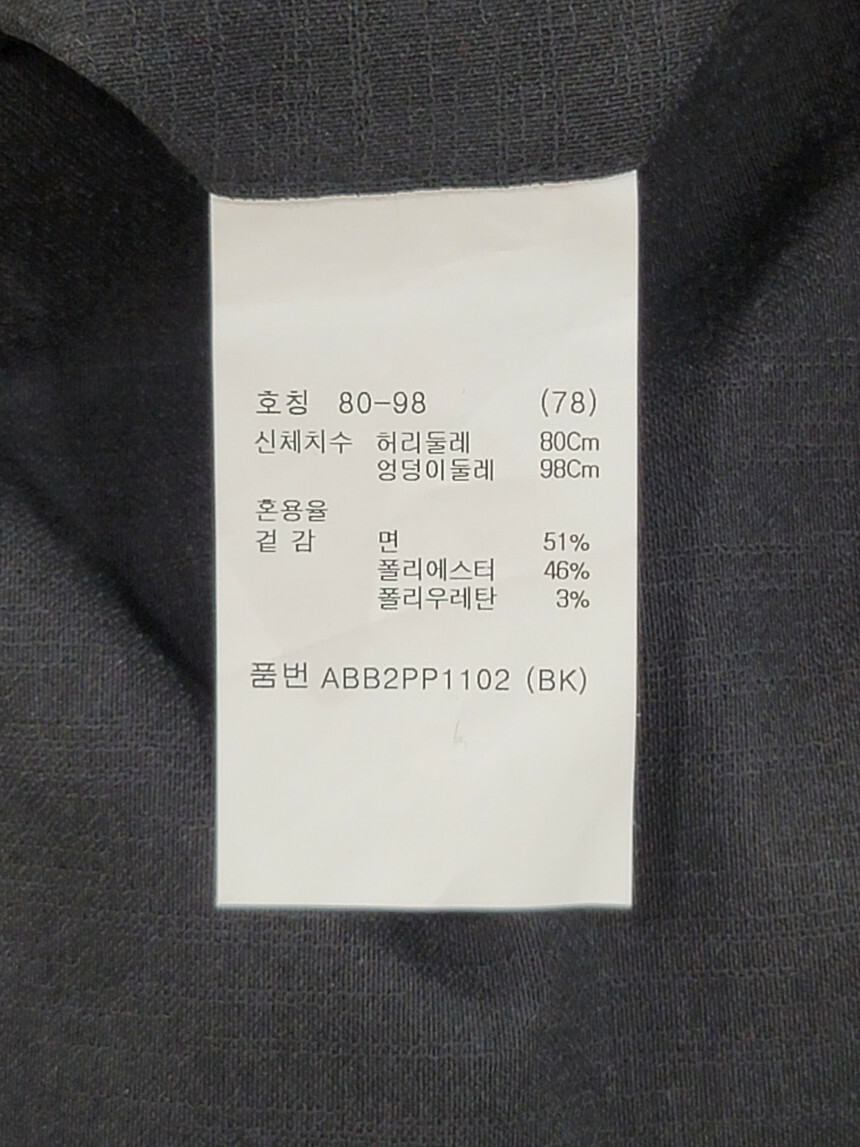 호칭 80-98 (78)
신체치수 허리둘레 80Cm
엉덩이둘레 98Cm
혼용율
겉 감 면 51%
폴리에스터 46%
폴리우레탄 3%
품번 ABB2PP1102 (BK)